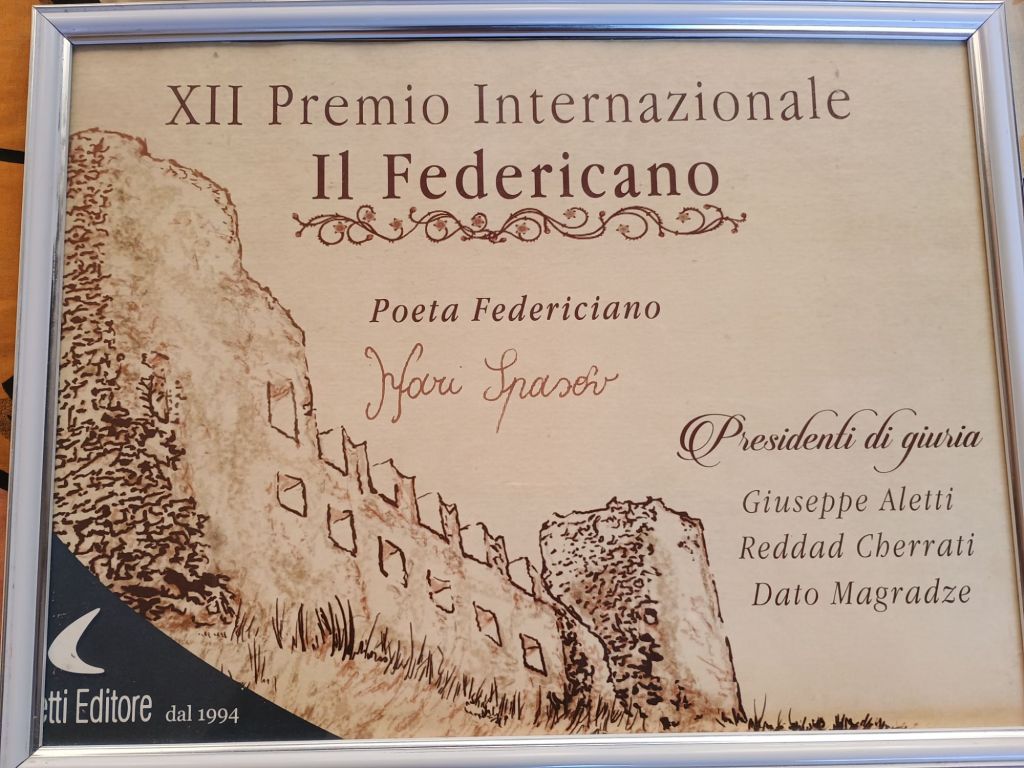 XII Premio Internazionale
Il Federicano
Poeta Federiciano
Spasov
Presidenti di giuria
Giuseppe Aletti
Reddad Cherrati
Dato Magradze
etti Editore dal 1994